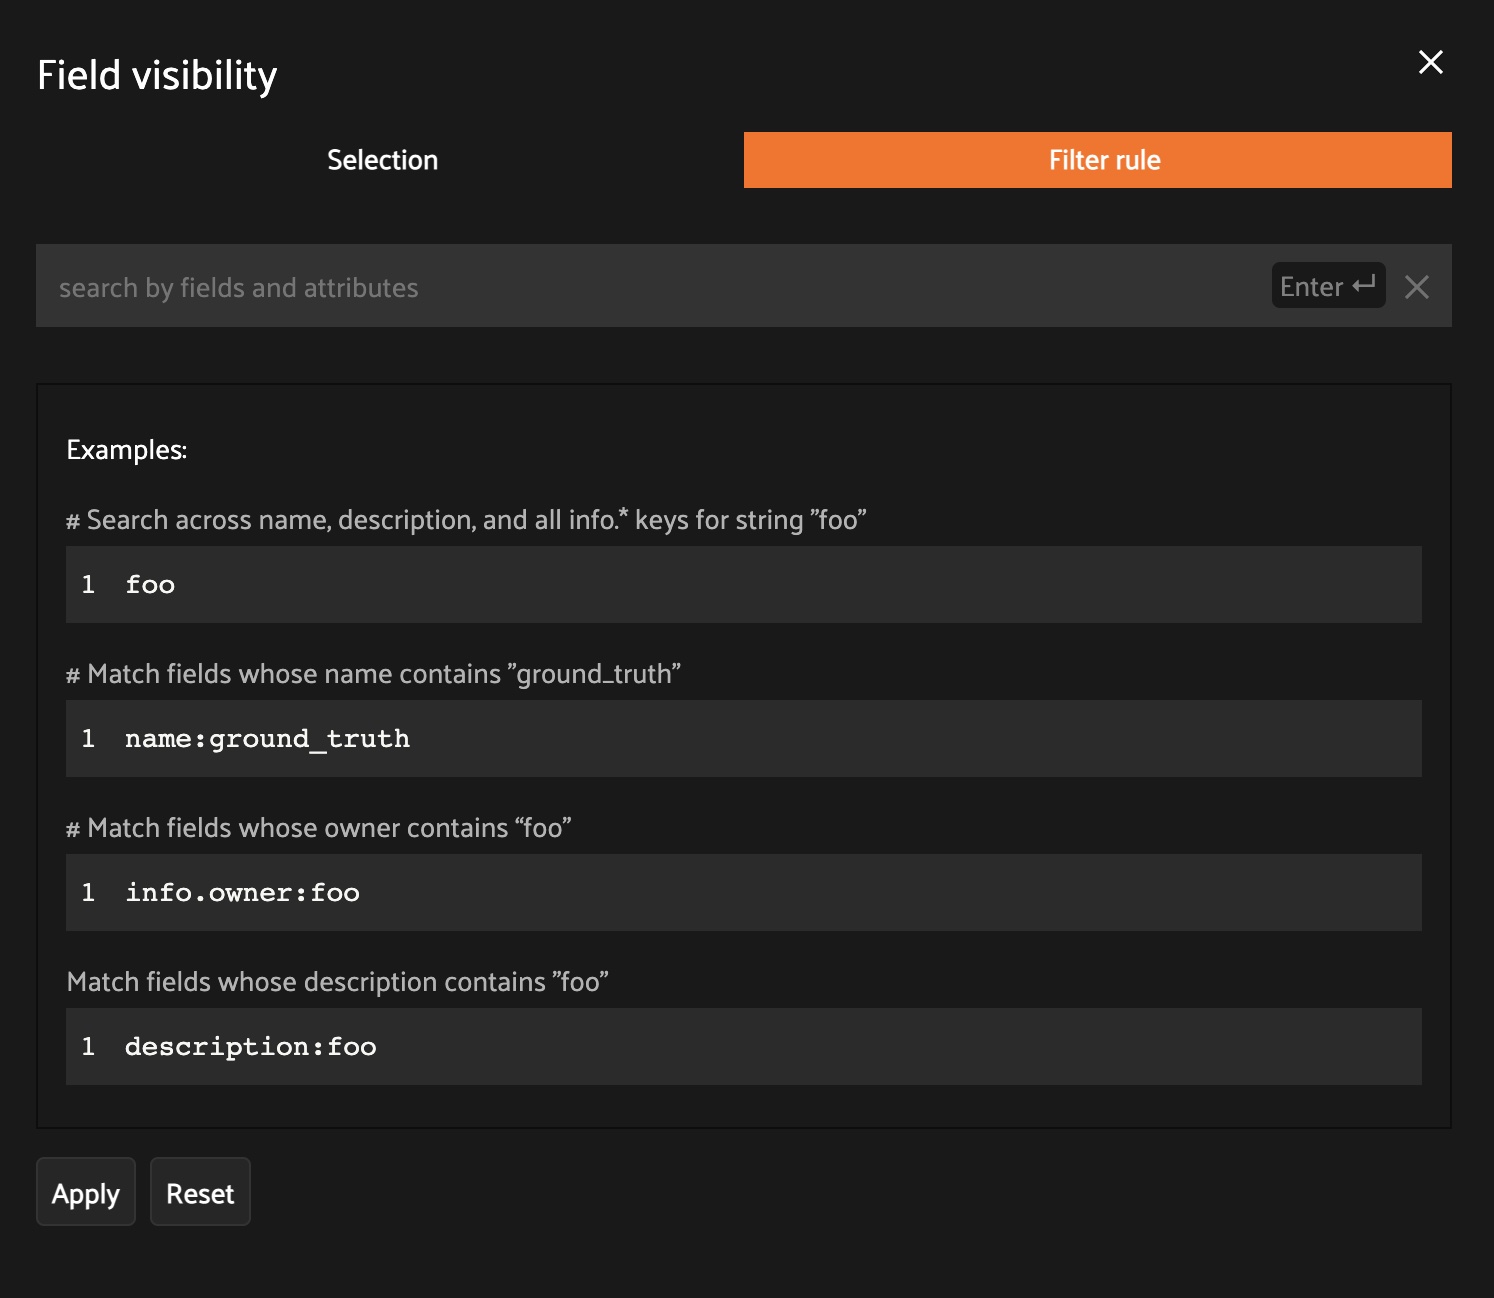 Field visibility
Selection
Filter rule
search by fields and attributes
Enter ↵
Examples:
# Search across name, description, and all info.* keys for string ”foo”
1 foo
# Match fields whose name contains ”ground_truth”
1 name:ground_truth
# Match fields whose owner contains “foo”
1 info.owner:foo
Match fields whose description contains ”foo”
1 description:foo
Apply
Reset